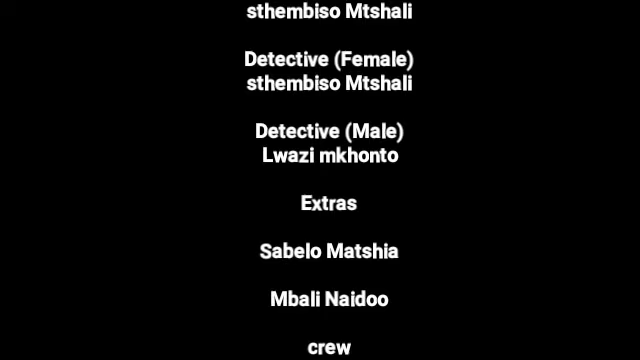 sthembiso Mtshali
Detective (Female)
sthembiso Mtshali
Detective (Male)
Lwazi mkhonto
Extras
Sabelo Matshia
Mbali Naidoo
crew